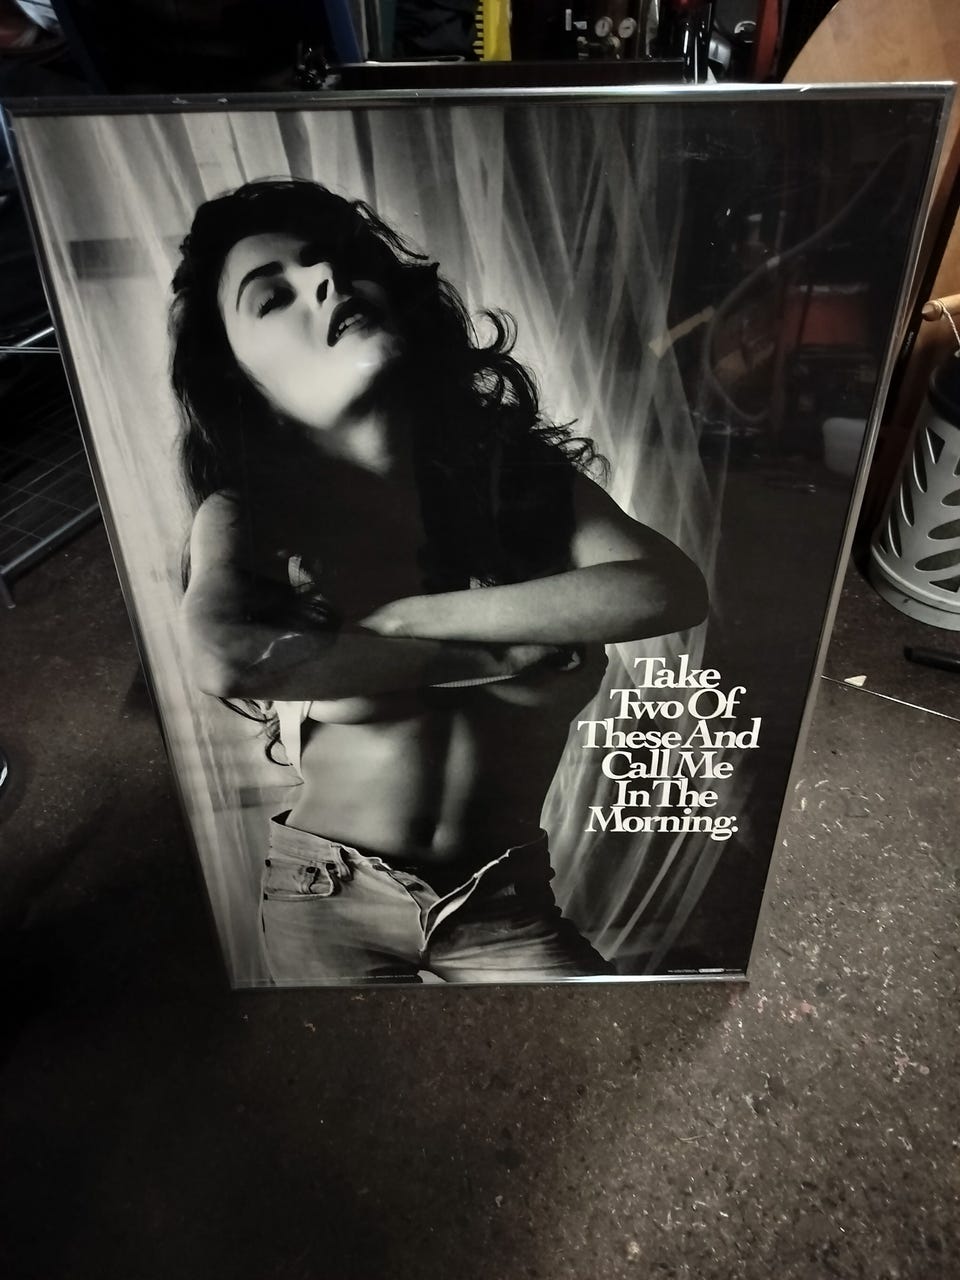 Take
Two Of
These And
Call Me
In The
Morning.